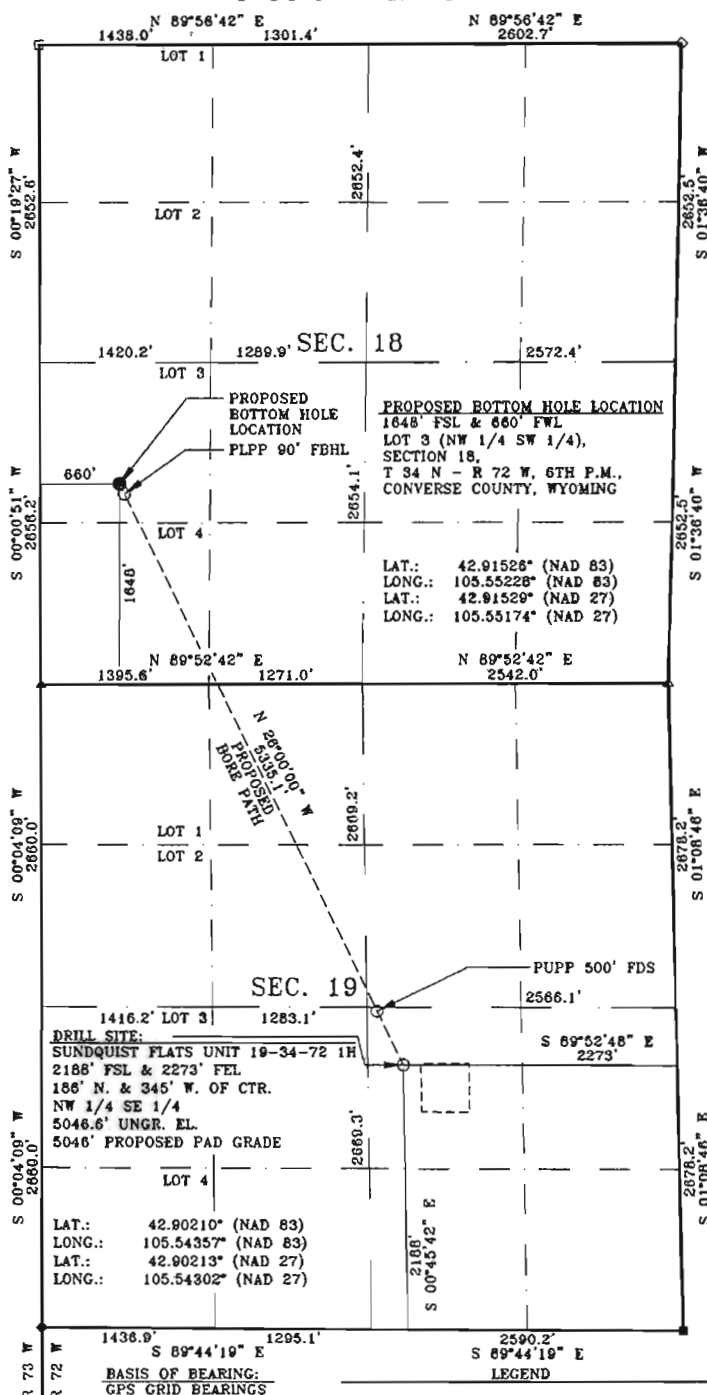 N 89°56'42" E
N 89°56'42" E
1438.0' 1301.4' 2602.7'
LOT 1
S 00°19'27" W
2652.6'
2652.4'
2652.5'
S 01°36'40" W
LOT 2
SEC. 18
1420.2' 1289.9' 2572.4'
LOT 3
PROPOSED
BOTTOM HOLE
LOCATION
PLPP 90' FBHL
PROPOSED BOTTOM HOLE LOCATION
1648' FSL & 660' FWL
LOT 3 (NW 1/4 SW 1/4),
SECTION 18,
T 34 N - R 72 W, 6TH P.M.,
CONVERSE COUNTY, WYOMING
660'
S 00°00'51" W
2656.2'
1648'
LOT 4
2654.1'
2652.5'
S 01°36'40" W
LAT.: 42.91526° (NAD 83)
LONG.: 105.55228° (NAD 83)
LAT.: 42.91529° (NAD 27)
LONG.: 105.55174° (NAD 27)
N 89°52'42" E
N 89°52'42" E
1395.6' 1271.0' 2542.0'
N 26°00'00" W
5335.1'
PROPOSED
BORE PATH
S 00°04'09" W
2660.0'
LOT 1
LOT 2
2669.2'
2678.2'
S 01°08'46" E
PUPP 500' FDS
SEC. 19
1416.2' LOT 3 1283.1' 2566.1'
DRILL SITE:
SUNDQUIST FLATS UNIT 19-34-72 1H
2188' FSL & 2273' FEL
186' N. & 345' W. OF CTR.
NW 1/4 SE 1/4
5046.6' UNGR. EL.
5046' PROPOSED PAD GRADE
S 89°52'48" E
2273'
S 00°04'09" W
2660.0'
LOT 4
2669.3'
2188'
S 00°45'42" E
2678.2'
S 01°08'46" E
LAT.: 42.90210° (NAD 83)
LONG.: 105.54357° (NAD 83)
LAT.: 42.90213° (NAD 27)
LONG.: 105.54302° (NAD 27)
1436.9' 1295.1' 2590.2'
S 89°44'19" E
S 89°44'19" E
R 73 W
R 72 W
BASIS OF BEARING:
GPS GRID BEARINGS
LEGEND